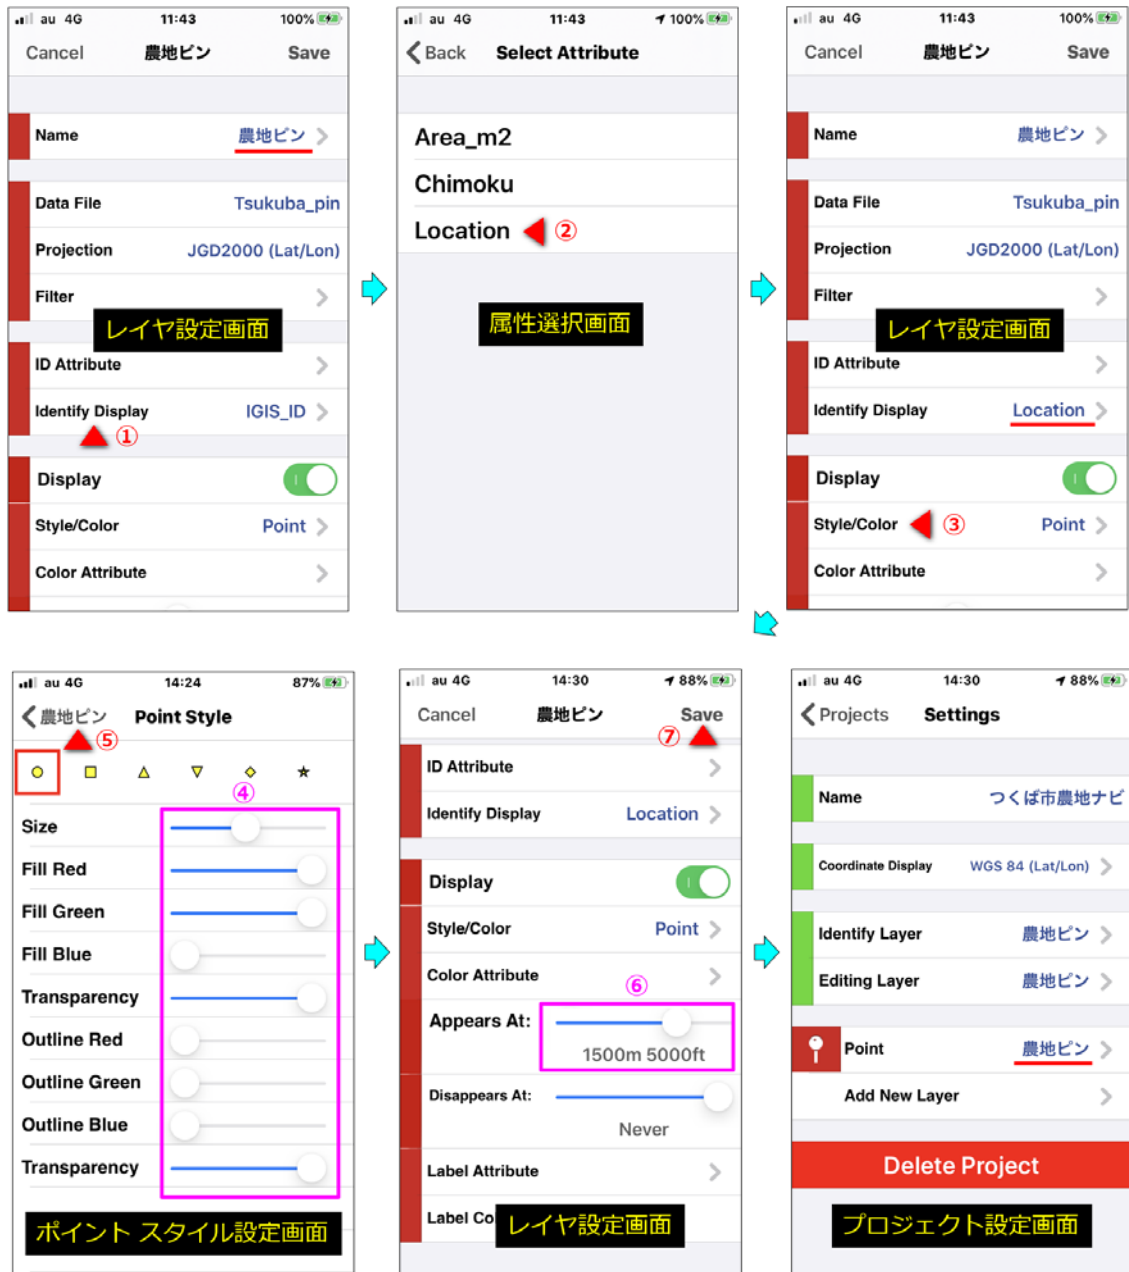 au 4G 11:43 100%
Cancel 農地ピン Save
Name 農地ピン
Data File Tsukuba_pin
Projection JGD2000 (Lat/Lon)
Filter
レイヤ設定画面
ID Attribute
Identify Display IGIS_ID
①
Display
Style/Color Point
Color Attribute
au 4G 11:43 100%
Back Select Attribute
Area_m2
Chimoku
Location ②
属性選択画面
au 4G 11:43 100%
Cancel 農地ピン Save
Name 農地ピン
Data File Tsukuba_pin
Projection JGD2000 (Lat/Lon)
Filter
レイヤ設定画面
ID Attribute
Identify Display Location
Display
Style/Color ③ Point
Color Attribute
au 4G 14:24 87%
農地ピン Point Style
⑤
④
Size
Fill Red
Fill Green
Fill Blue
Transparency
Outline Red
Outline Green
Outline Blue
Transparency
ポイント スタイル設定画面
au 4G 14:30 88%
Cancel 農地ピン Save
⑦
ID Attribute
Identify Display Location
Display
Style/Color Point
Color Attribute
⑥
Appears At:
1500m 5000ft
Disappears At:
Never
Label Attribute
Label Co
レイヤ設定画面
au 4G 14:30 88%
Projects Settings
Name つくば市農地ナビ
Coordinate Display WGS 84 (Lat/Lon)
Identify Layer 農地ピン
Editing Layer 農地ピン
Point 農地ピン
Add New Layer
Delete Project
プロジェクト設定画面